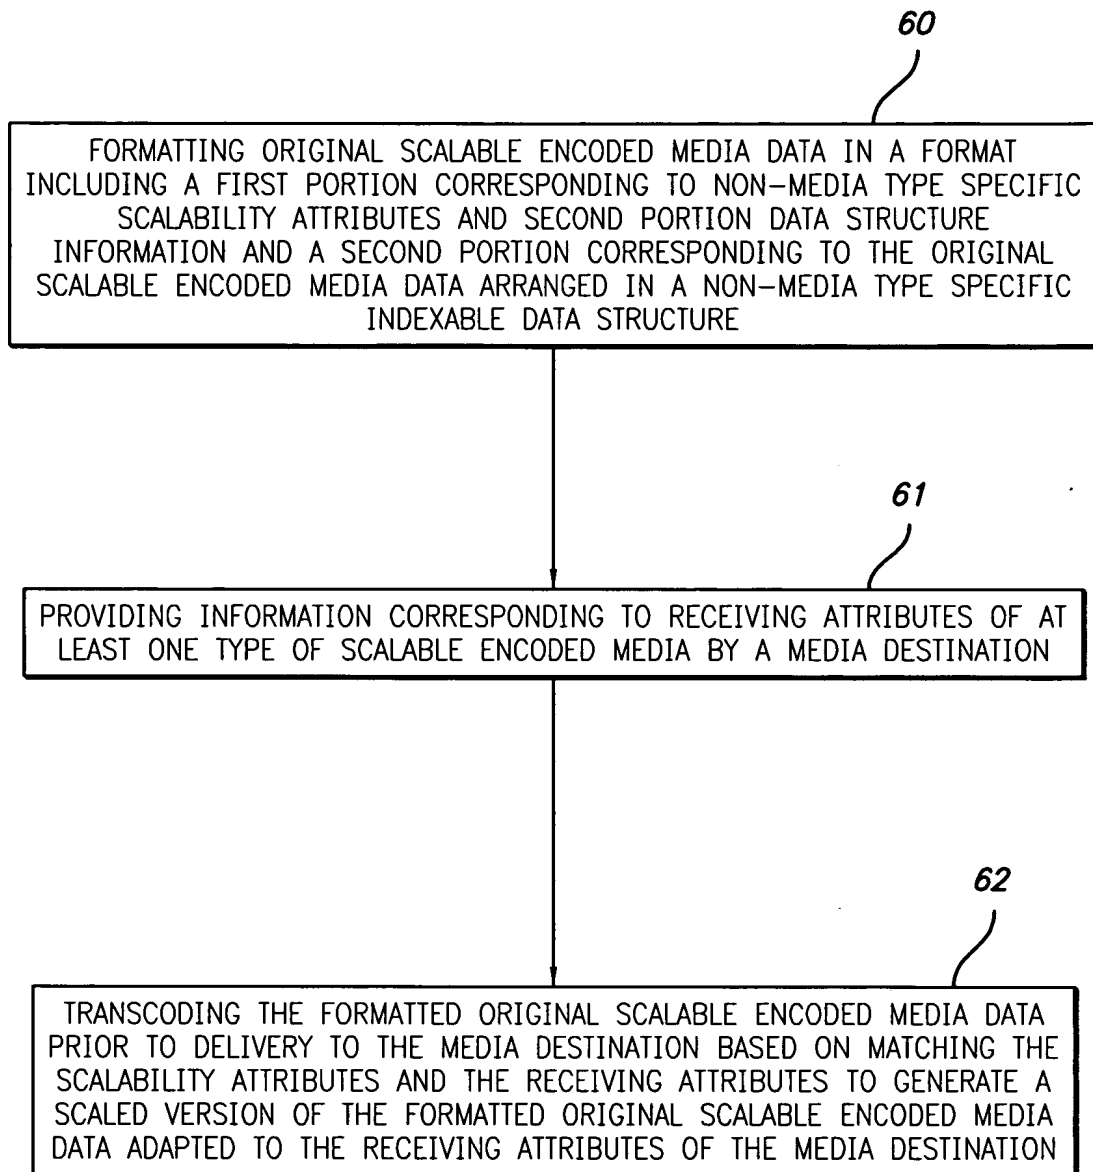 60
FORMATTING ORIGINAL SCALABLE ENCODED MEDIA DATA IN A FORMAT
INCLUDING A FIRST PORTION CORRESPONDING TO NON-MEDIA TYPE SPECIFIC
SCALABILITY ATTRIBUTES AND SECOND PORTION DATA STRUCTURE
INFORMATION AND A SECOND PORTION CORRESPONDING TO THE ORIGINAL
SCALABLE ENCODED MEDIA DATA ARRANGED IN A NON-MEDIA TYPE SPECIFIC
INDEXABLE DATA STRUCTURE
61
PROVIDING INFORMATION CORRESPONDING TO RECEIVING ATTRIBUTES OF AT
LEAST ONE TYPE OF SCALABLE ENCODED MEDIA BY A MEDIA DESTINATION
62
TRANSCODING THE FORMATTED ORIGINAL SCALABLE ENCODED MEDIA DATA
PRIOR TO DELIVERY TO THE MEDIA DESTINATION BASED ON MATCHING THE
SCALABILITY ATTRIBUTES AND THE RECEIVING ATTRIBUTES TO GENERATE A
SCALED VERSION OF THE FORMATTED ORIGINAL SCALABLE ENCODED MEDIA
DATA ADAPTED TO THE RECEIVING ATTRIBUTES OF THE MEDIA DESTINATION